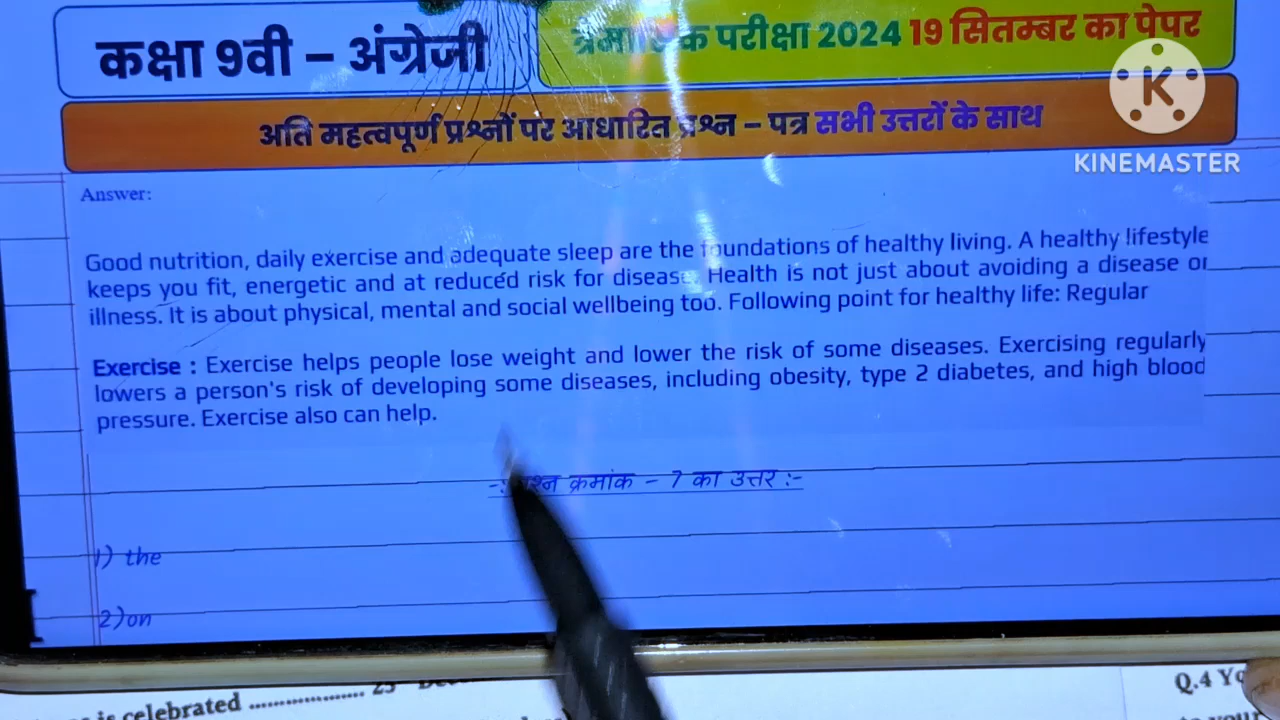 कक्षा 9वी – अंग्रेजी
परीक्षा 2024 19 सितम्बर का पेपर
अति महत्वपूर्ण प्रश्नों पर आधारित प्रश्न – पत्र सभी उत्तरों के साथ
K
KINEMASTER
Answer:
Good nutrition, daily exercise and adequate sleep are the foundations of healthy living. A healthy lifestyle
keeps you fit, energetic and at reduced risk for disease. Health is not just about avoiding a disease or
illness. It is about physical, mental and social wellbeing too. Following point for healthy life: Regular
Exercise : Exercise helps people lose weight and lower the risk of some diseases. Exercising regularly
lowers a person's risk of developing some diseases, including obesity, type 2 diabetes, and high blood
pressure. Exercise also can help.
-: प्रश्न क्रमांक - 7 का उत्तर :-
1) the
2) on
is celebrated .................. 25
Q.4